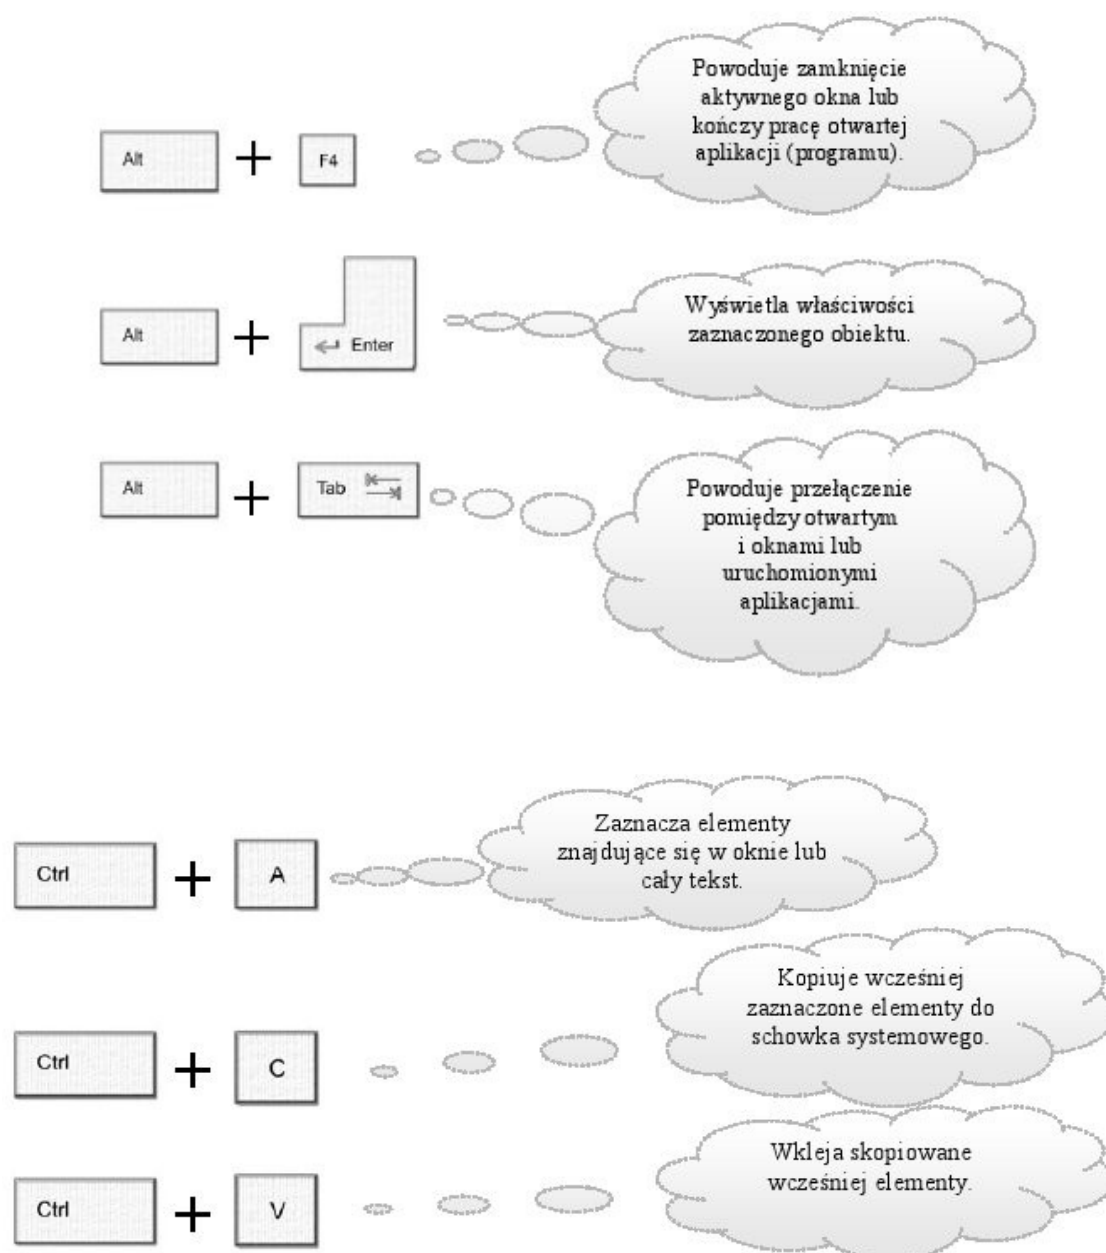 Powoduje zamknięcie
aktywnego okna lub
kończy pracę otwartej
aplikacji (programu).
Alt + F4
Wyświetla właściwości
zaznaczonego obiektu.
Alt + Enter
Powoduje przełączenie
pomiędzy otwartym
i oknami lub
uruchomionymi
aplikacjami.
Alt + Tab
Zaznacza elementy
znajdujące się w oknie lub
cały tekst.
Ctrl + A
Kopiuje wcześniej
zaznaczone elementy do
schowka systemowego.
Ctrl + C
Wkleja skopiowane
wcześniej elementy.
Ctrl + V